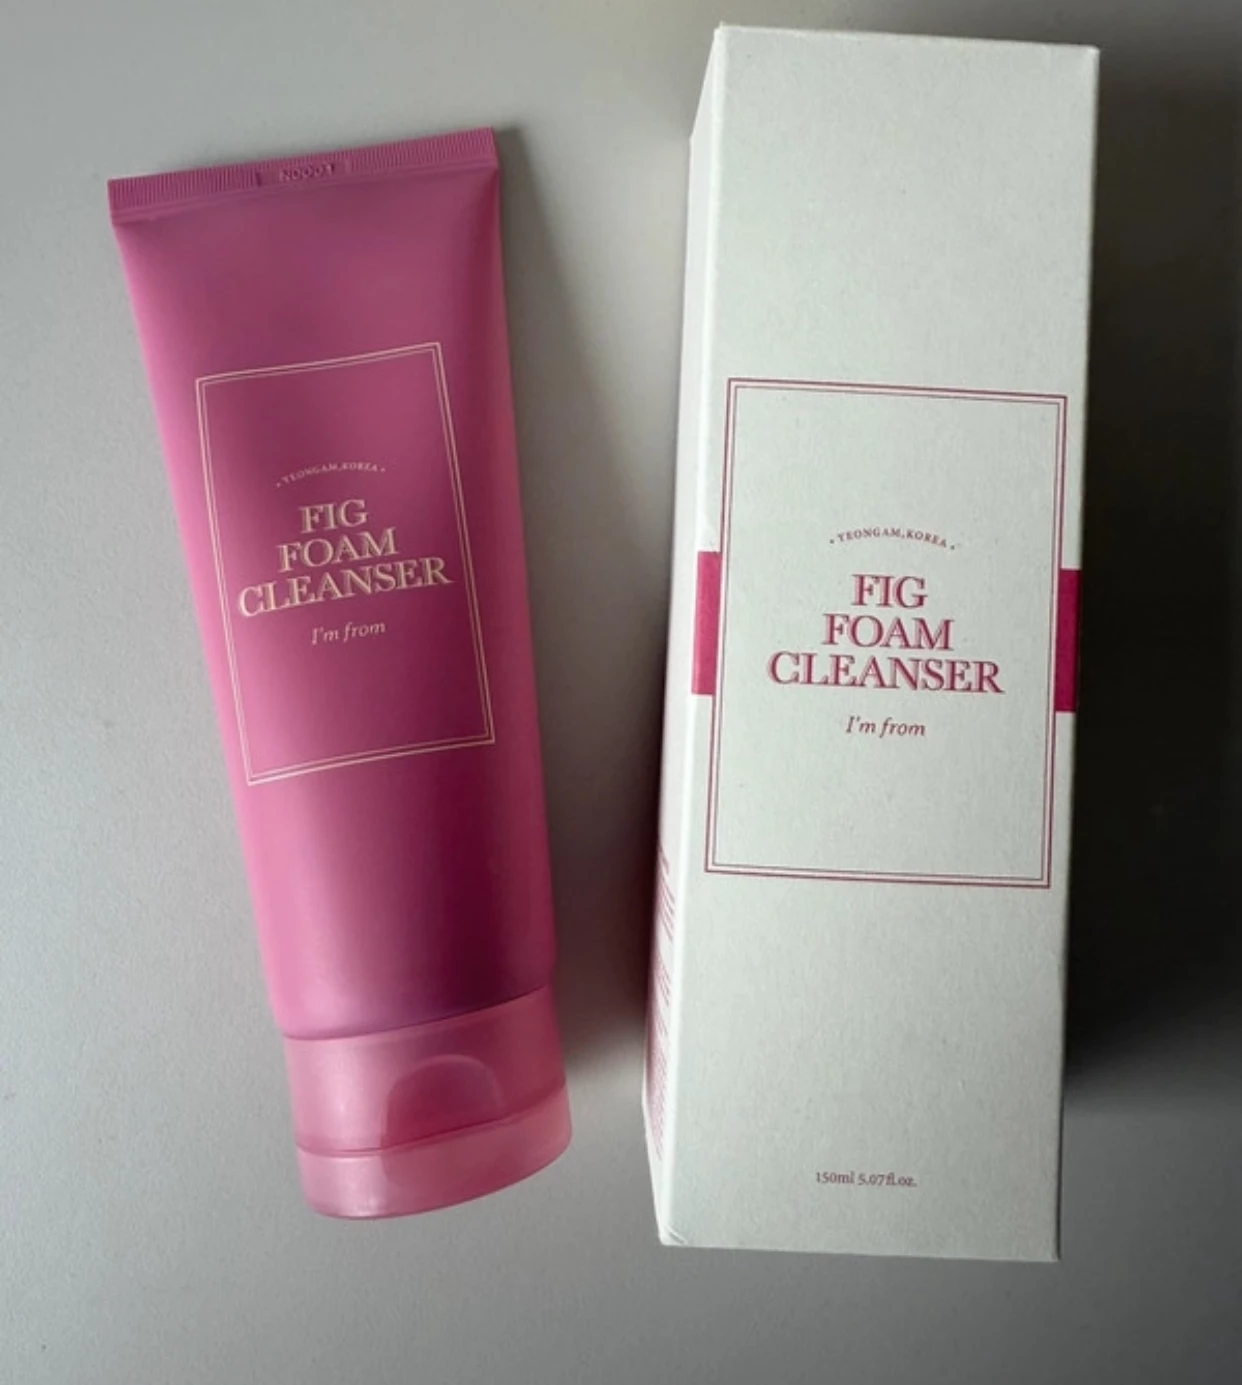 • YEONGAM,KOREA •
FIG
FOAM
CLEANSER
I'm from
• YEONGAM,KOREA •
FIG
FOAM
CLEANSER
I'm from
150ml 5.07fl.oz.